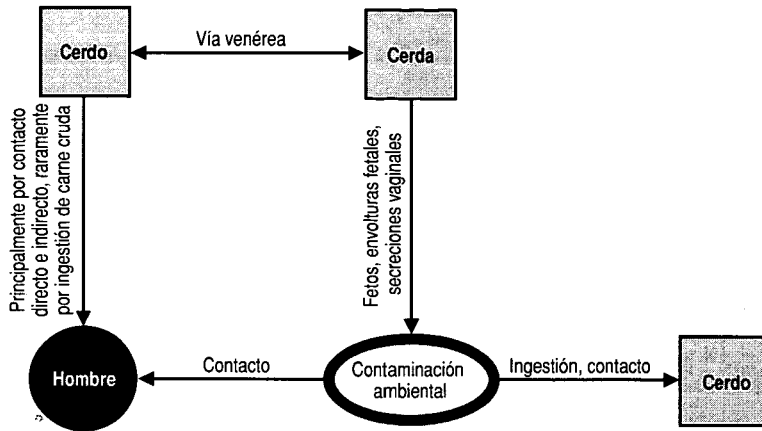 Cerdo
Vía venérea
Cerda
Principalmente por contacto
directo e indirecto, raramente
por ingestión de carne cruda
Fetos, envolturas fetales,
secreciones vaginales
Hombre
Contacto
Contaminación
ambiental
Ingestión, contacto
Cerdo